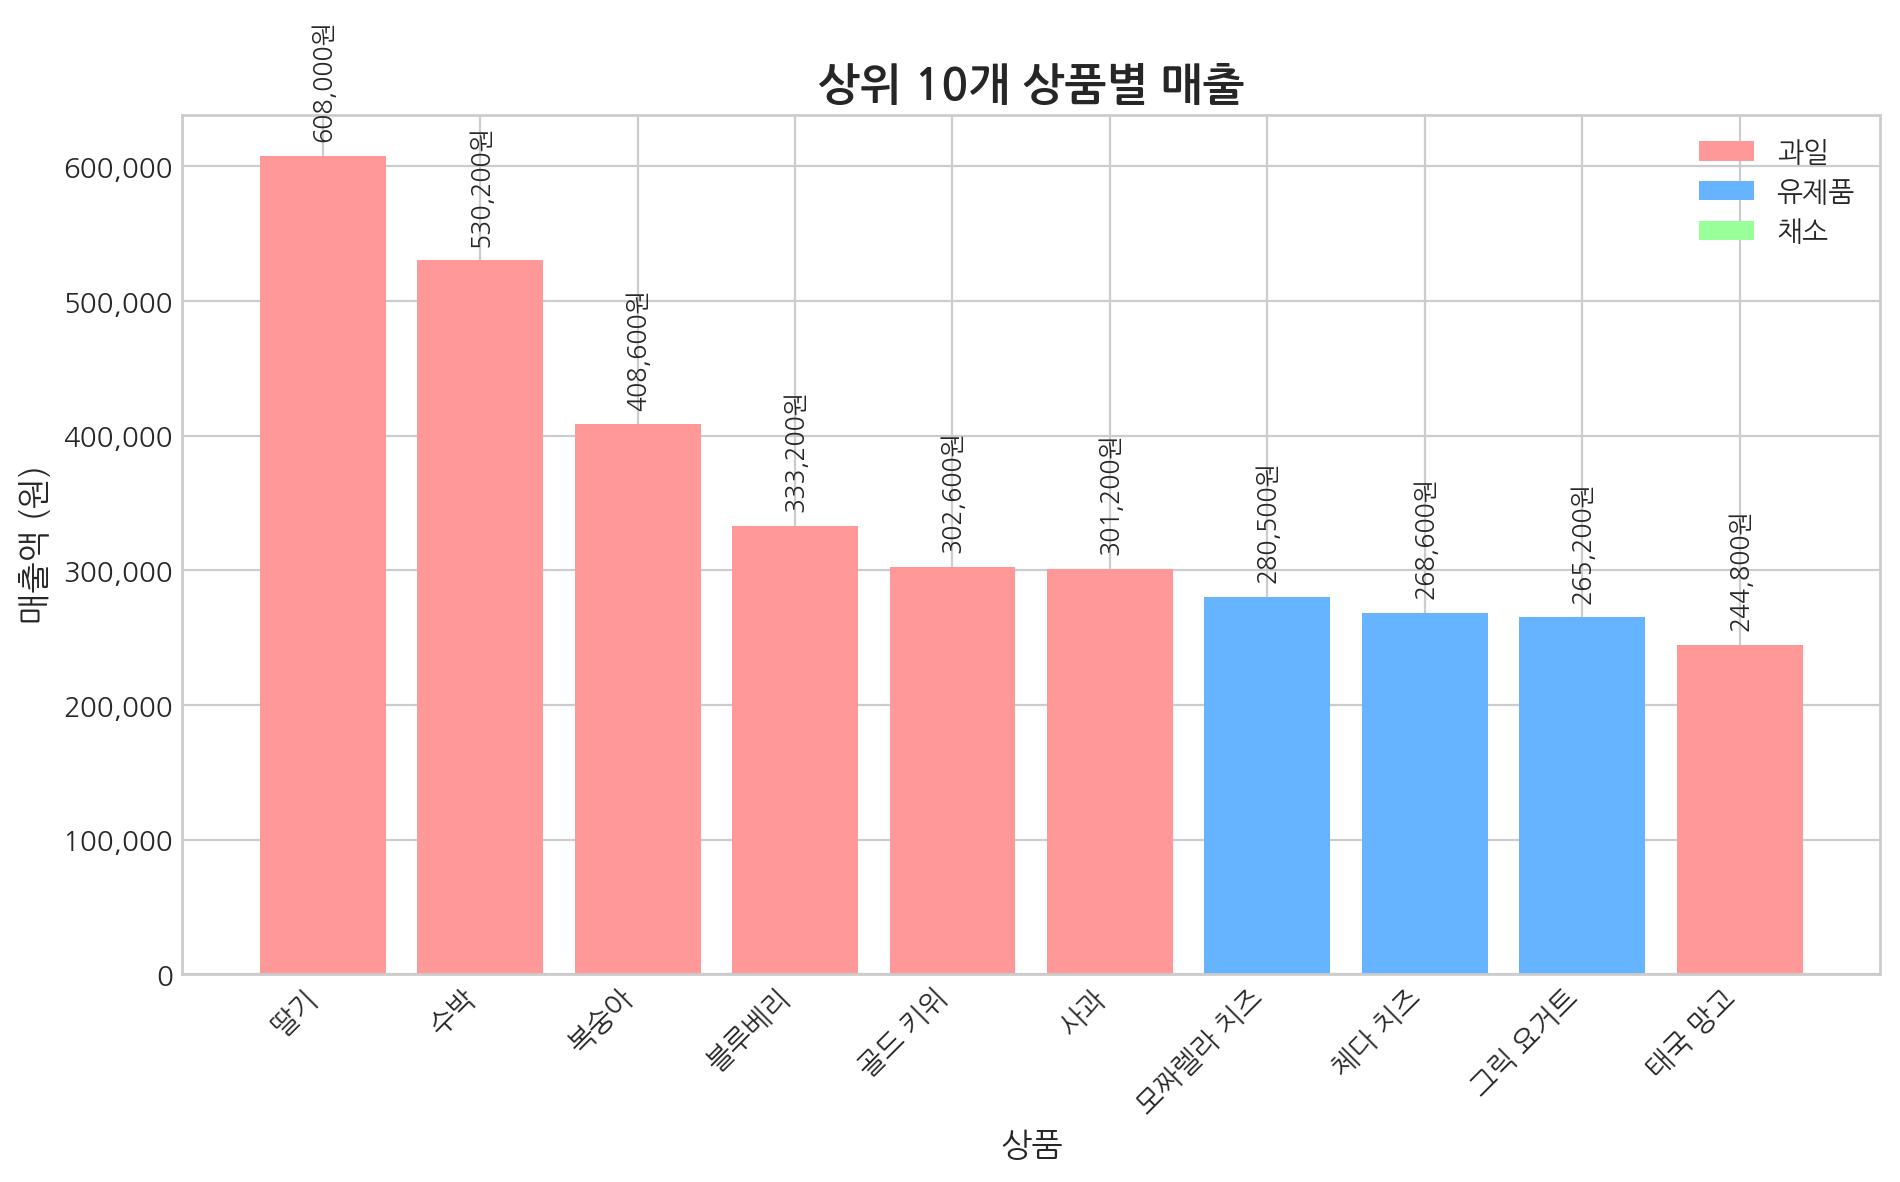 상위 10개 상품별 매출
608,000원
530,200원
408,600원
333,200원
302,600원
301,200원
280,500원
268,600원
265,200원
244,800원
과일
유제품
채소
매출액 (원)
600,000
500,000
400,000
300,000
200,000
100,000
0
딸기
수박
복숭아
블루베리
골드 키위
사과
모짜렐라 치즈
체다 치즈
그릭 요거트
태국 망고
상품